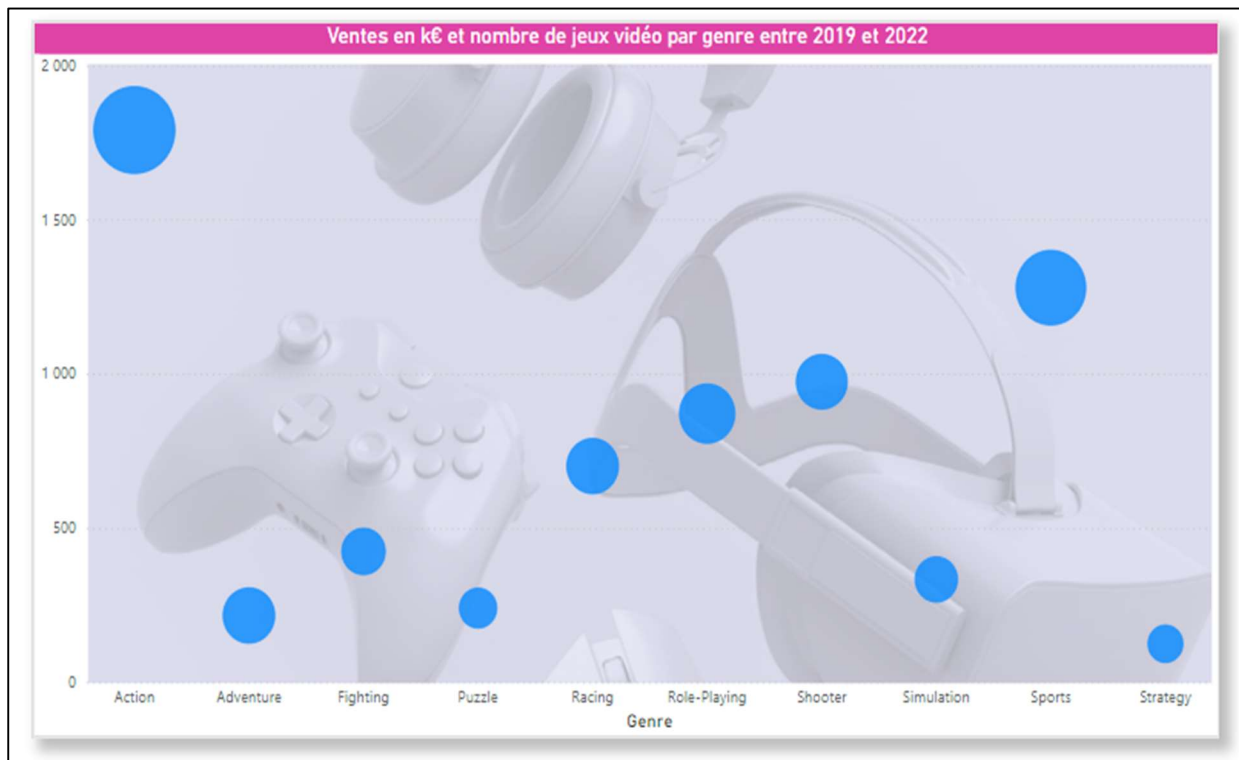 Ventes en k€ et nombre de jeux vidéo par genre entre 2019 et 2022
2 000
1 500
1 000
500
0
Action Adventure Fighting Puzzle Racing Role-Playing Shooter Simulation Sports Strategy
Genre